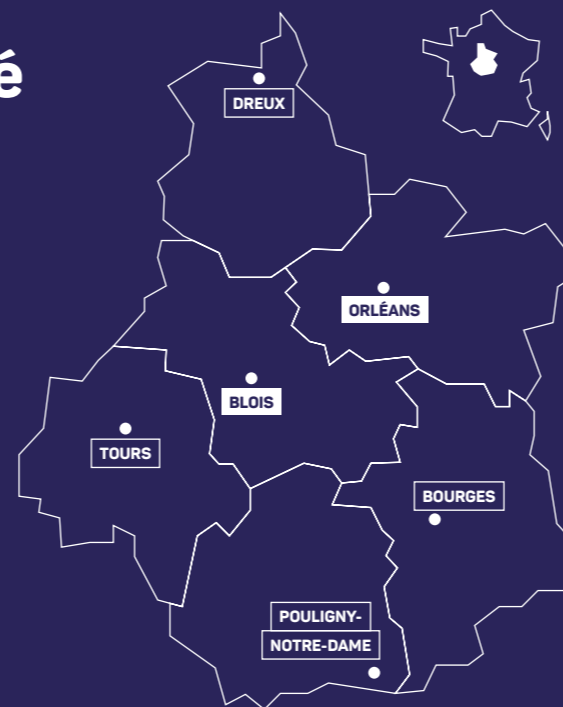 é
DREUX
ORLÉANS
BLOIS
TOURS
BOURGES
POULIGNY-
NOTRE-DAME